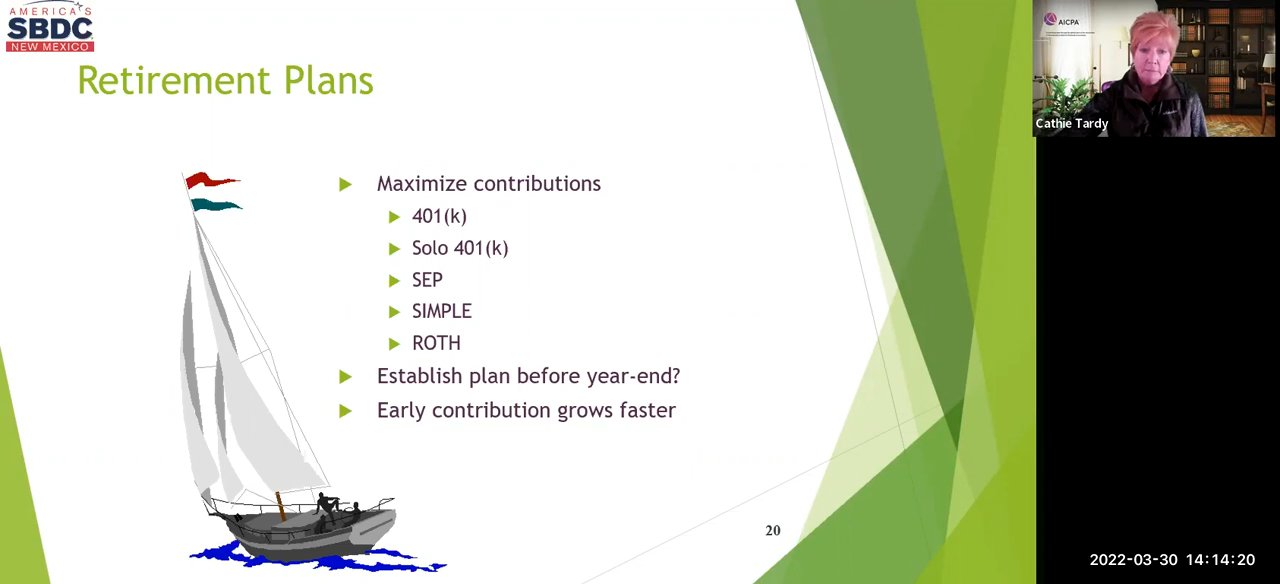 AMERICA'S
SBDC
NEW MEXICO
Retirement Plans
Maximize contributions
401(k)
Solo 401(k)
SEP
SIMPLE
ROTH
Establish plan before year-end?
Early contribution grows faster
20
AICPA
Cathie Tardy
2022-03-30 14:14:20